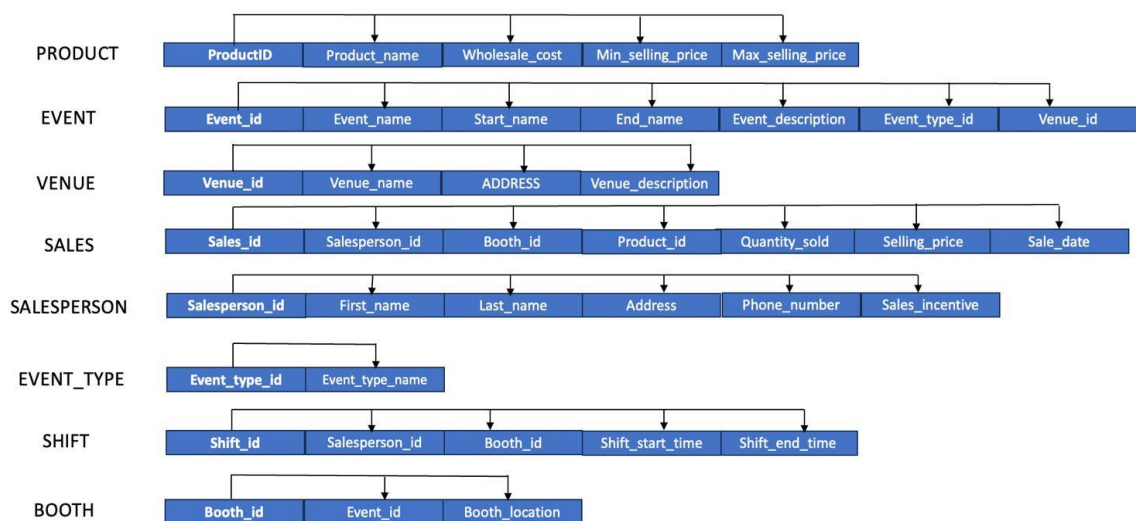 PRODUCT ProductID Product_name Wholesale_cost Min_selling_price Max_selling_price
EVENT Event_id Event_name Start_name End_name Event_description Event_type_id Venue_id
VENUE Venue_id Venue_name ADDRESS Venue_description
SALES Sales_id Salesperson_id Booth_id Product_id Quantity_sold Selling_price Sale_date
SALESPERSON Salesperson_id First_name Last_name Address Phone_number Sales_incentive
EVENT_TYPE Event_type_id Event_type_name
SHIFT Shift_id Salesperson_id Booth_id Shift_start_time Shift_end_time
BOOTH Booth_id Event_id Booth_location